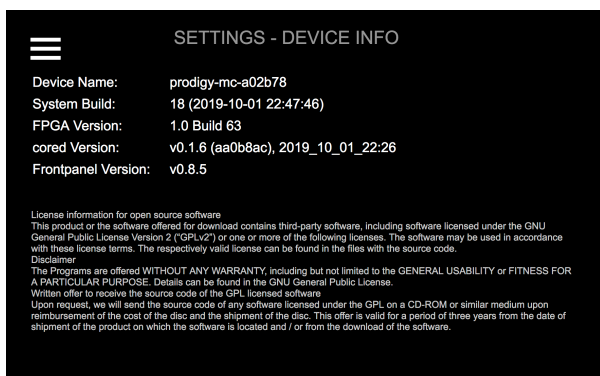 SETTINGS - DEVICE INFO
Device Name: prodigy-mc-a02b78
System Build: 18 (2019-10-01 22:47:46)
FPGA Version: 1.0 Build 63
cored Version: v0.1.6 (aa0b8ac), 2019_10_01_22:26
Frontpanel Version: v0.8.5
License information for open source software
This product or the software offered for download contains third-party software, including software licensed under the GNU
General Public License Version 2 ("GPLv2") or one or more of the following licenses. The software may be used in accordance
with these license terms. The respectively valid license can be found in the files with the source code.
Disclaimer
The Programs are offered WITHOUT ANY WARRANTY, including but not limited to the GENERAL USABILITY or FITNESS FOR
A PARTICULAR PURPOSE. Details can be found in the GNU General Public License.
Written offer to receive the source code of the GPL licensed software
Upon request, we will send the source code of any software licensed under the GPL on a CD-ROM or similar medium upon
reimbursement of the cost of the disc and the shipment of the disc. This offer is valid for a period of three years from the date of
shipment of the product on which the software is located and / or from the download of the software.